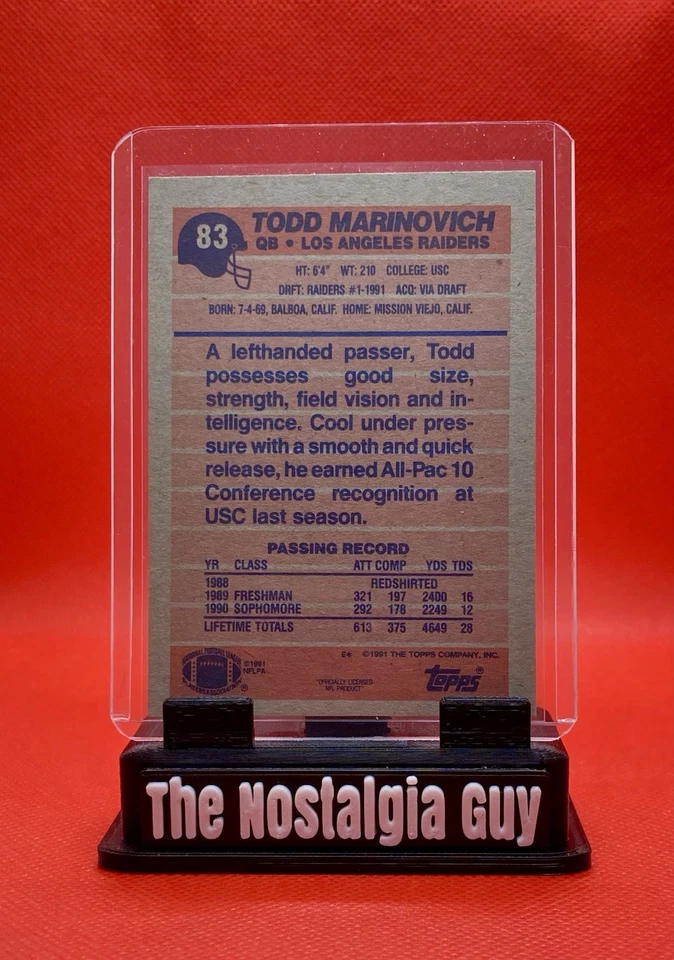 83
TODD MARINOVICH
QB • LOS ANGELES RAIDERS
HT: 6'4" WT: 210 COLLEGE: USC
DRFT: RAIDERS #1-1991 ACQ: VIA DRAFT
BORN: 7-4-69, BALBOA, CALIF. HOME: MISSION VIEJO, CALIF.
A lefthanded passer, Todd
possesses good size,
strength, field vision and in-
telligence. Cool under pres-
sure with a smooth and quick
release, he earned All-Pac 10
Conference recognition at
USC last season.
PASSING RECORD
YR CLASS ATT COMP YDS TDS
1988 REDSHIRTED
1989 FRESHMAN 321 197 2400 16
1990 SOPHOMORE 292 178 2249 12
LIFETIME TOTALS 613 375 4649 28
©1991
NFLPA
E* ©1991 THE TOPPS COMPANY, INC.
"OFFICIALLY LICENSED
NFL PRODUCT"
TOPPS®
The Nostalgia Guy